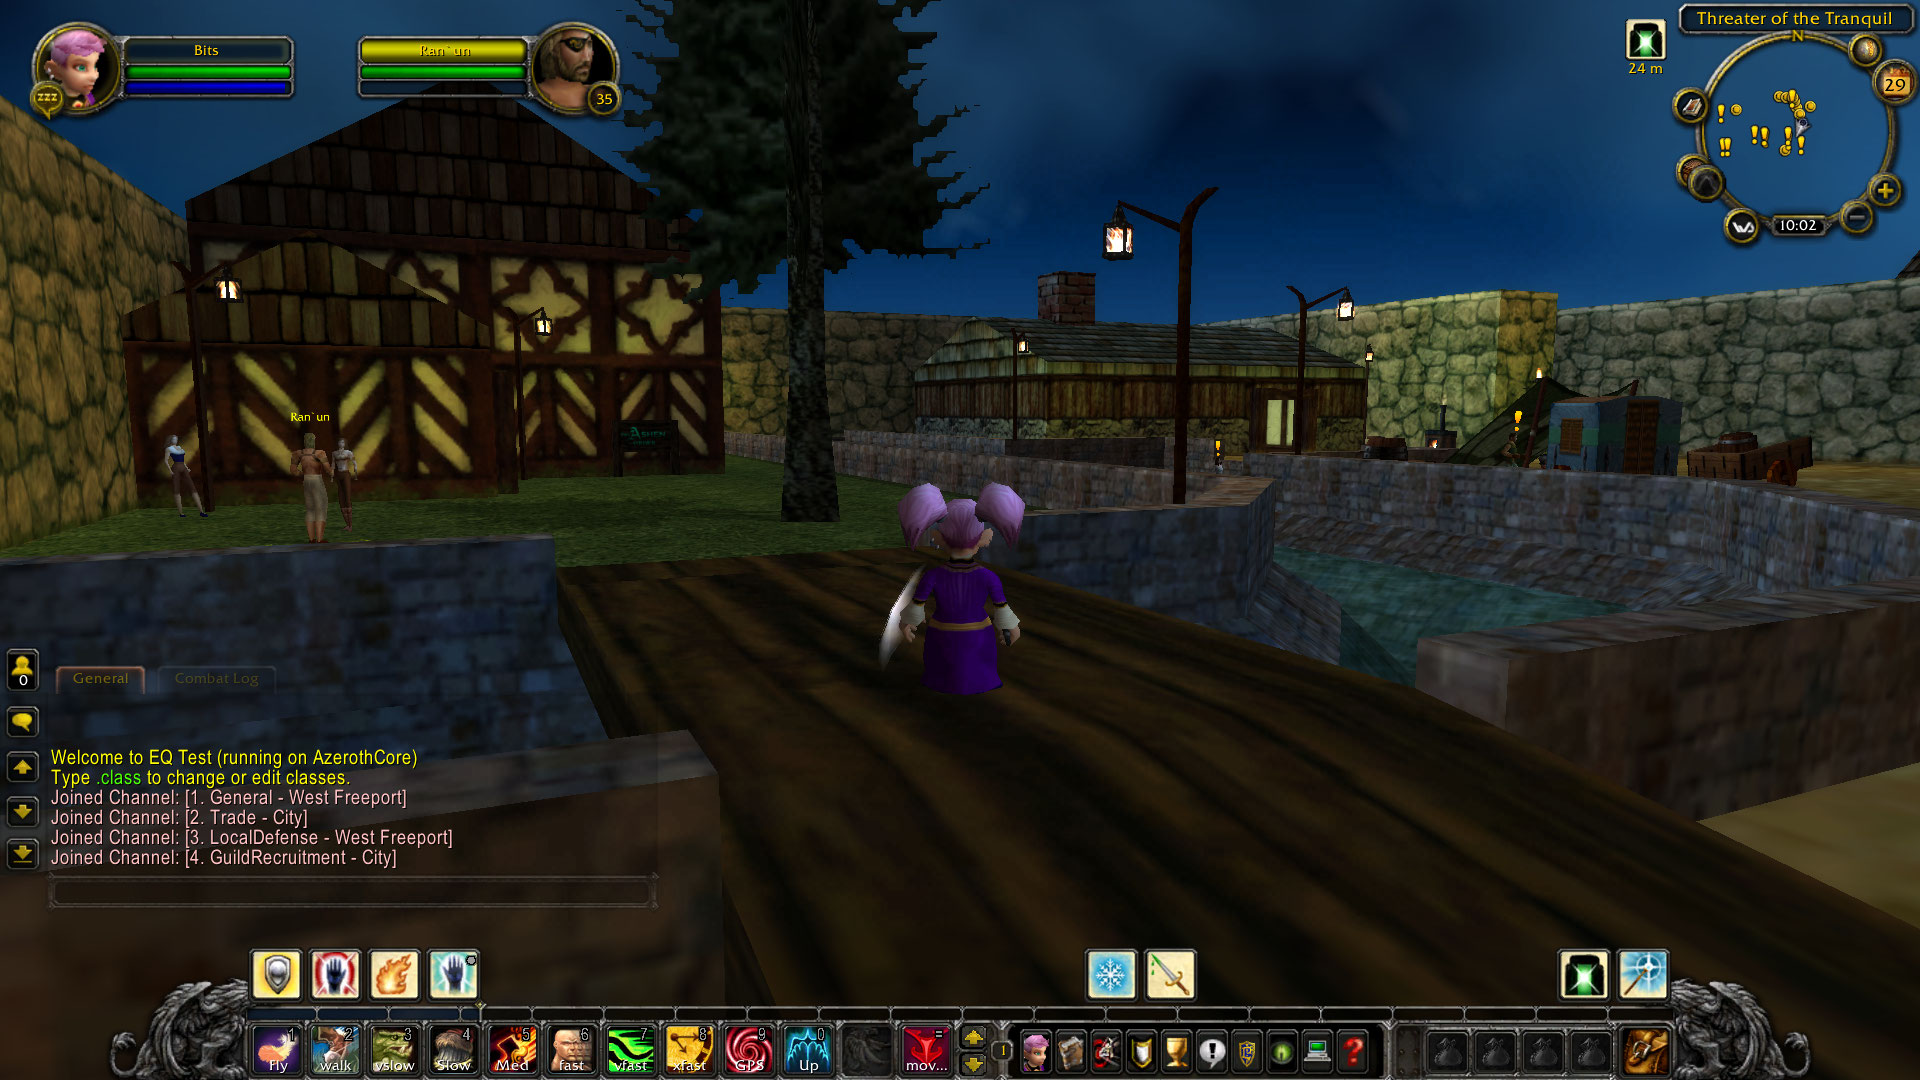 Bits
zzz
Ran`un
35
24 m
Threater of the Tranquil
N
29
10:02
Ran`un
ASHEN
0
General
Combat Log
Welcome to EQ Test (running on AzerothCore)
Type .class to change or edit classes.
Joined Channel: [1. General - West Freeport]
Joined Channel: [2. Trade - City]
Joined Channel: [3. LocalDefense - West Freeport]
Joined Channel: [4. GuildRecruitment - City]
1 2 3 4 5 6 7 8 9 0 =
Fly walk vslow Slow Med fast vfast xfast GPS Up mov...
1